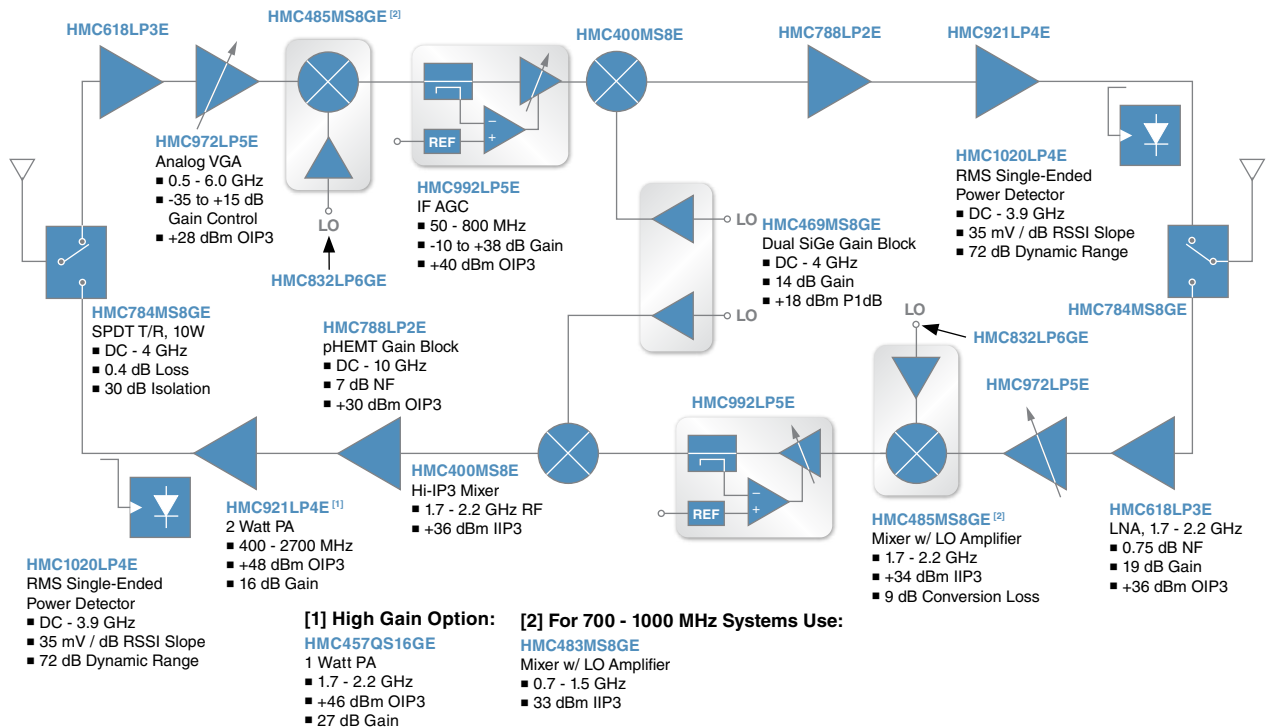 HMC618LP3E
HMC485MS8GE [2]
HMC400MS8E
HMC788LP2E
HMC921LP4E
HMC972LP5E
Analog VGA
■ 0.5 - 6.0 GHz
■ -35 to +15 dB
Gain Control
■ +28 dBm OIP3
LO
HMC832LP6GE
REF
−
+
HMC992LP5E
IF AGC
■ 50 - 800 MHz
■ -10 to +38 dB Gain
■ +40 dBm OIP3
LO
LO
HMC469MS8GE
Dual SiGe Gain Block
■ DC - 4 GHz
■ 14 dB Gain
■ +18 dBm P1dB
HMC1020LP4E
RMS Single-Ended
Power Detector
■ DC - 3.9 GHz
■ 35 mV / dB RSSI Slope
■ 72 dB Dynamic Range
HMC784MS8GE
HMC784MS8GE
SPDT T/R, 10W
■ DC - 4 GHz
■ 0.4 dB Loss
■ 30 dB Isolation
HMC788LP2E
pHEMT Gain Block
■ DC - 10 GHz
■ 7 dB NF
■ +30 dBm OIP3
LO
HMC832LP6GE
HMC972LP5E
HMC992LP5E
REF
−
+
HMC400MS8E
Hi-IP3 Mixer
■ 1.7 - 2.2 GHz RF
■ +36 dBm IIP3
HMC921LP4E [1]
2 Watt PA
■ 400 - 2700 MHz
■ +48 dBm OIP3
■ 16 dB Gain
HMC485MS8GE [2]
Mixer w/ LO Amplifier
■ 1.7 - 2.2 GHz
■ +34 dBm IIP3
■ 9 dB Conversion Loss
HMC618LP3E
LNA, 1.7 - 2.2 GHz
■ 0.75 dB NF
■ 19 dB Gain
■ +36 dBm OIP3
HMC1020LP4E
RMS Single-Ended
Power Detector
■ DC - 3.9 GHz
■ 35 mV / dB RSSI Slope
■ 72 dB Dynamic Range
[1] High Gain Option:
HMC457QS16GE
1 Watt PA
■ 1.7 - 2.2 GHz
■ +46 dBm OIP3
■ 27 dB Gain
[2] For 700 - 1000 MHz Systems Use:
HMC483MS8GE
Mixer w/ LO Amplifier
■ 0.7 - 1.5 GHz
■ 33 dBm IIP3